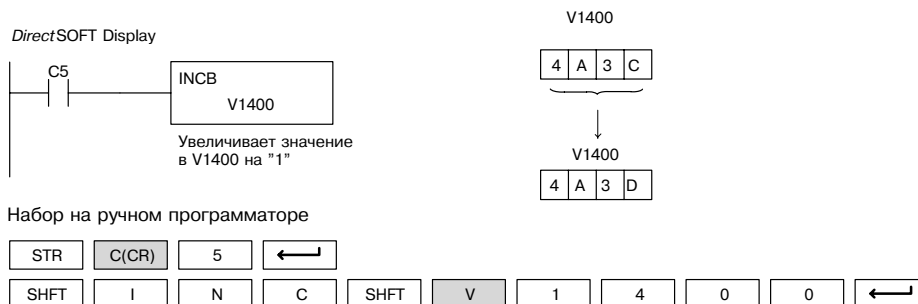 DirectSOFT Display
C5
INCB
V1400
Увеличивает значение
в V1400 на ”1”
V1400
4 A 3 C
V1400
4 A 3 D
Набор на ручном программаторе
STR C(CR) 5
SHFT I N C SHFT V 1 4 0 0